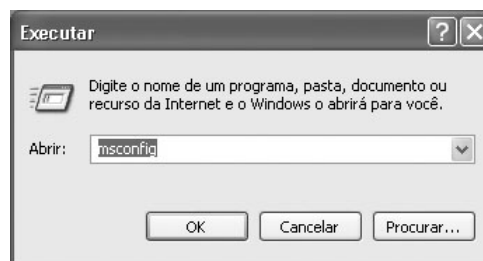 Executar
Digite o nome de um programa, pasta, documento ou
recurso da Internet e o Windows o abrirá para você.
Abrir: msconfig
OK Cancelar Procurar...